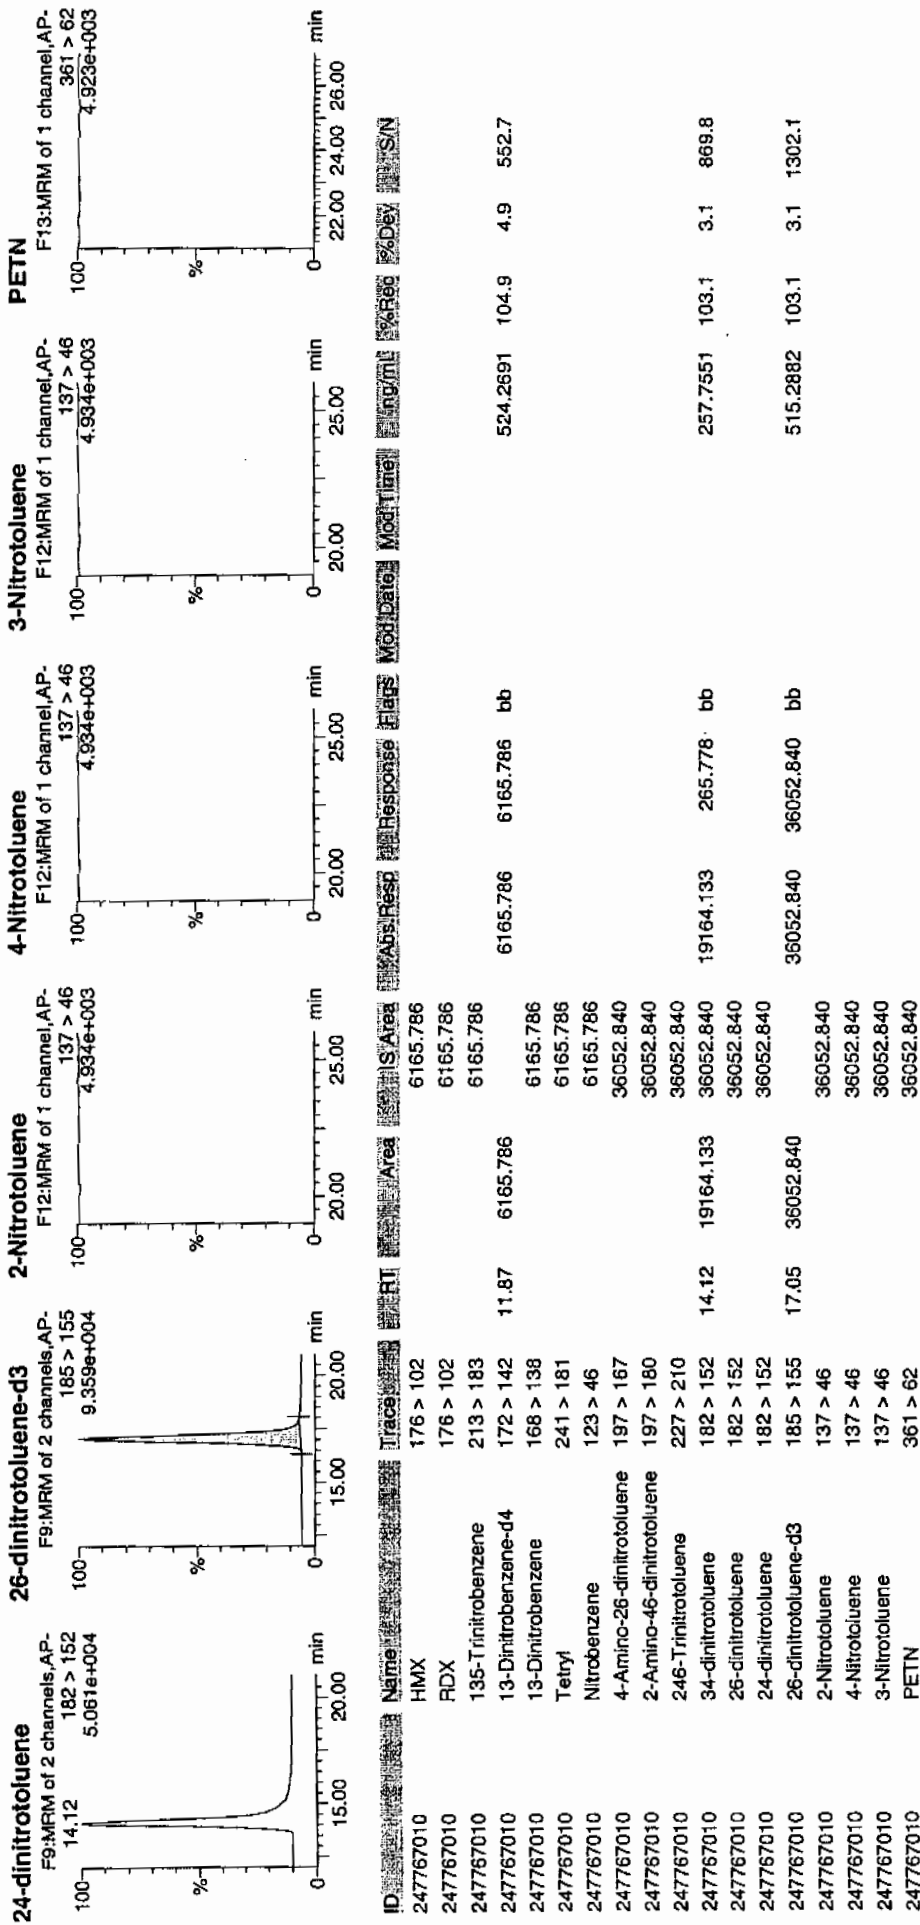 24-dinitrotoluene
F9:MRM of 2 channels,AP-
14.12
182 > 152
5.061e+004
100
%
0
15.00
20.00
min
26-dinitrotoluene-d3
F9:MRM of 2 channels,AP-
185 > 155
9.359e+004
100
%
0
15.00
20.00
min
2-Nitrotoluene
F12:MRM of 1 channel,AP-
137 > 46
4.934e+003
100
%
0
20.00
25.00
min
4-Nitrotoluene
F12:MRM of 1 channel,AP-
137 > 46
4.934e+003
100
%
0
20.00
25.00
min
3-Nitrotoluene
F12:MRM of 1 channel,AP-
137 > 46
4.934e+003
100
%
0
20.00
25.00
min
PETN
F13:MRM of 1 channel,AP-
361 > 62
4.923e+003
100
%
0
22.00
24.00
26.00
min
ID Name Trace RT Area IS Area Abs.Resp Response Flags Mod.Date Mod.Time ng/mL %Rec %Dev S/N
247767010 HMX 176 > 102 6165.786
247767010 RDX 176 > 102 6165.786
247767010 135-Trinitrobenzene 213 > 183 6165.786
247767010 13-Dinitrobenzene-d4 172 > 142 11.87 6165.786 6165.786 6165.786 bb 524.2691 104.9 4.9 552.7
247767010 13-Dinitrobenzene 168 > 138 6165.786
247767010 Tetryl 241 > 181 6165.786
247767010 Nitrobenzene 123 > 46 6165.786
247767010 4-Amino-26-dinitrotoluene 197 > 167 36052.840
247767010 2-Amino-46-dinitrotoluene 197 > 180 36052.840
247767010 246-Trinitrotoluene 227 > 210 36052.840
247767010 34-dinitrotoluene 182 > 152 14.12 19164.133 36052.840 19164.133 265.778 bb 257.7551 103.1 3.1 869.8
247767010 26-dinitrotoluene 182 > 152 36052.840
247767010 24-dinitrotoluene 182 > 152 36052.840
247767010 26-dinitrotoluene-d3 185 > 155 17.05 36052.840 36052.840 36052.840 bb 515.2882 103.1 3.1 1302.1
247767010 2-Nitrotoluene 137 > 46 36052.840
247767010 4-Nitrotoluene 137 > 46 36052.840
247767010 3-Nitrotoluene 137 > 46 36052.840
247767010 PETN 361 > 62 36052.840